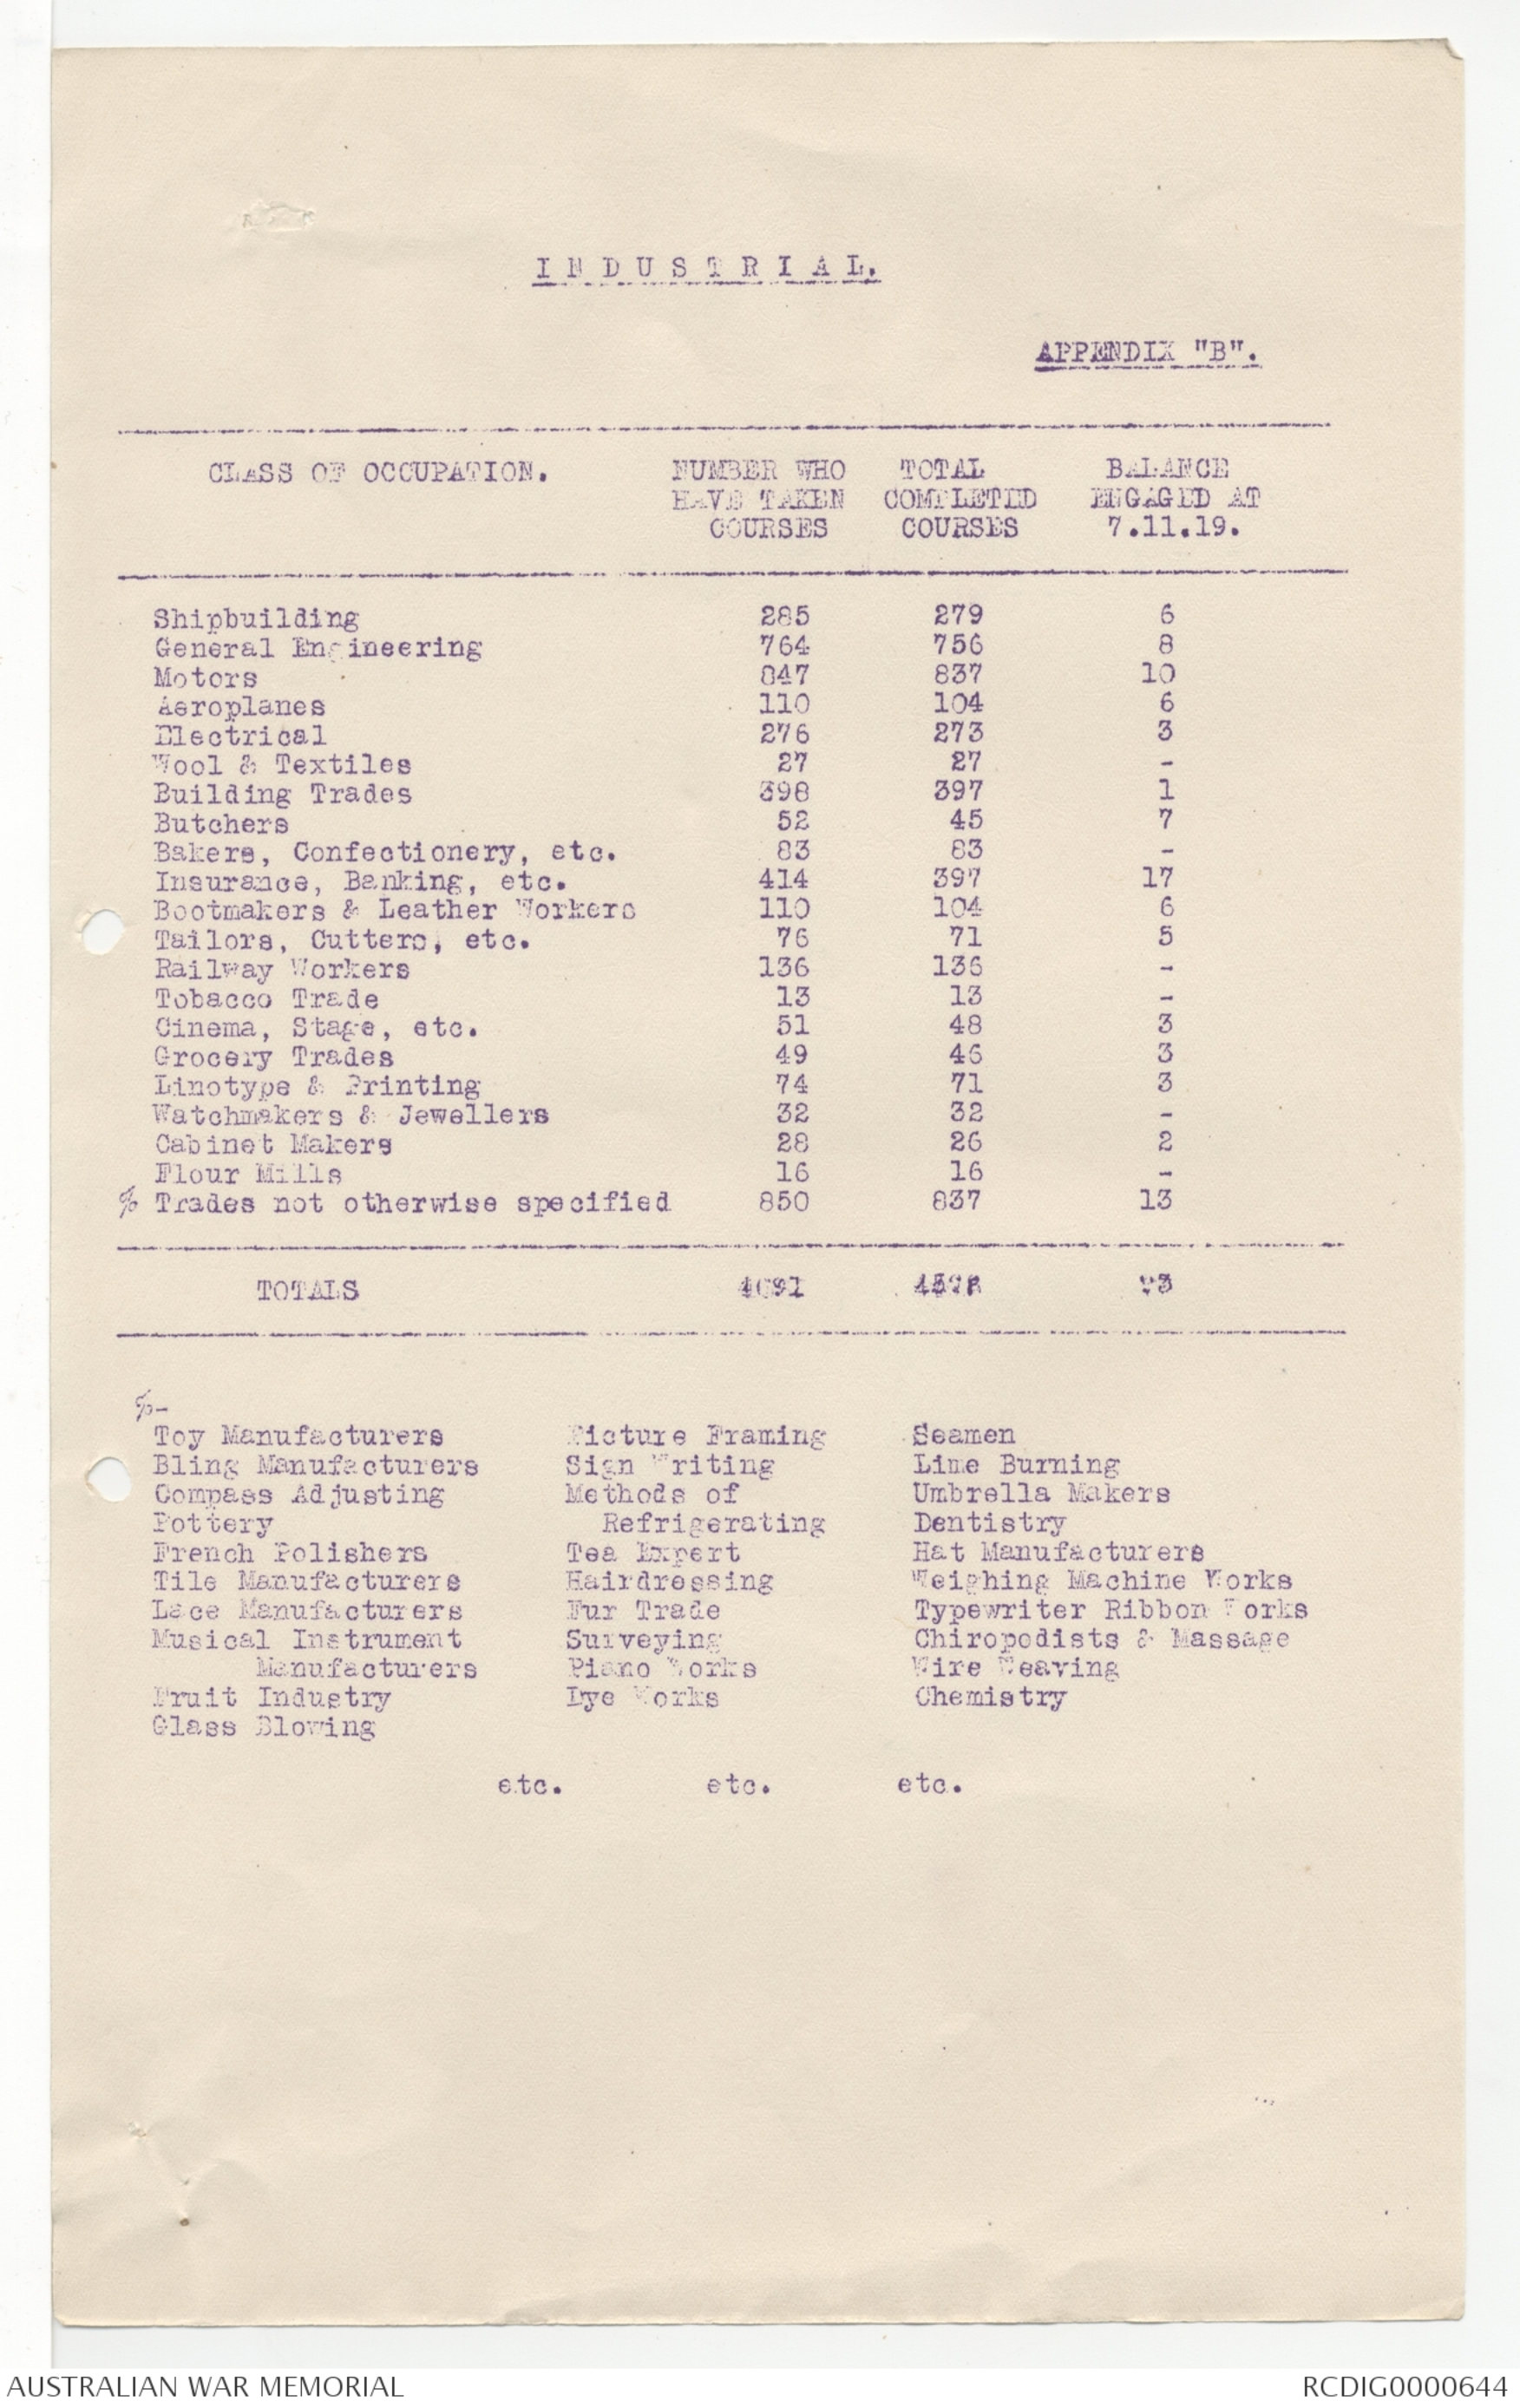 INDUSTRIAL.
APPENDIX "B".
CLASS OF OCCUPATION. NUMBER WHO TOTAL BALANCE
HAVE TAKEN COMPLETED ENGAGED AT
COURSES COURSES 7.11.19.
Shipbuilding 285 279 6
General Engineering 764 756 8
Motors 847 837 10
Aeroplanes 110 104 6
Electrical 276 273 3
Wool & Textiles 27 27 -
Building Trades 398 397 1
Butchers 52 45 7
Bakers, Confectionery, etc. 83 83 -
Insurance, Banking, etc. 414 397 17
Bootmakers & Leather Workers 110 104 6
Tailors, Cutters, etc. 76 71 5
Railway Workers 136 136 -
Tobacco Trade 13 13 -
Cinema, Stage, etc. 51 48 3
Grocery Trades 49 46 3
Linotype & Printing 74 71 3
Watchmakers & Jewellers 32 32 -
Cabinet Makers 28 26 2
Flour Mills 16 16 -
% Trades not otherwise specified 850 837 13
TOTALS 4691 4598 93
%-
Toy Manufacturers Picture Framing Seamen
Bling Manufacturers Sign Writing Lime Burning
Compass Adjusting Methods of Umbrella Makers
Pottery Refrigerating Dentistry
French Polishers Tea Expert Hat Manufacturers
Tile Manufacturers Hairdressing Weighing Machine Works
Lace Manufacturers Fur Trade Typewriter Ribbon Works
Musical Instrument Surveying Chiropodists & Massage
Manufacturers Piano Works Wire Weaving
Fruit Industry Dye Works Chemistry
Glass Blowing
etc. etc. etc.
AUSTRALIAN WAR MEMORIAL RCDIG0000644